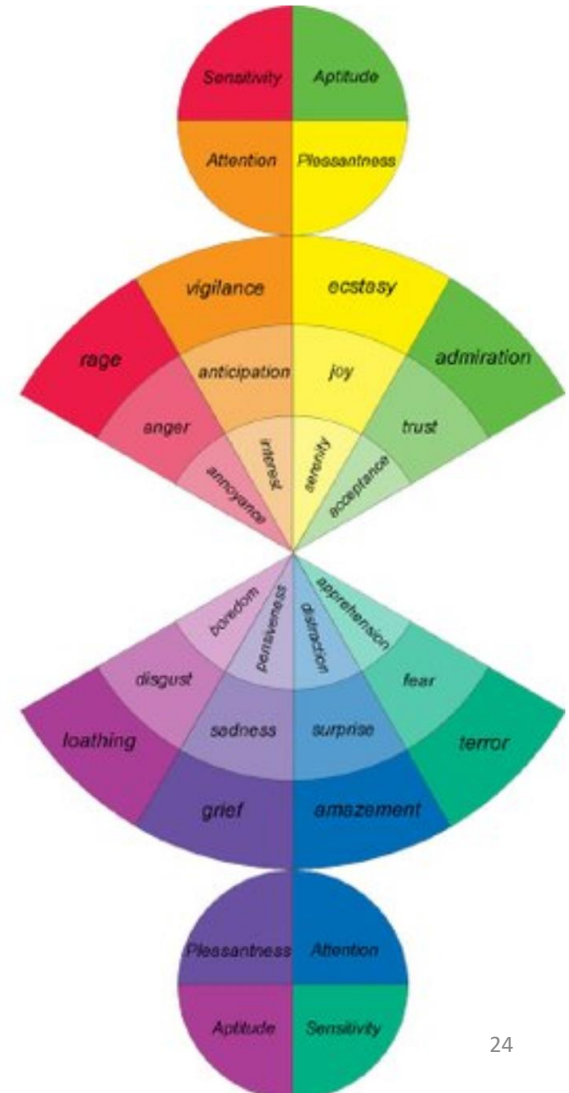 Sensitivity Aptitude
Attention Pleasantness
vigilance ecstasy
rage admiration
anticipation joy
anger trust
annoyance interest serenity acceptance
boredom pensiveness distraction apprehension
disgust fear
sadness surprise
loathing terror
grief amazement
Pleasantness Attention
Aptitude Sensitivity
24